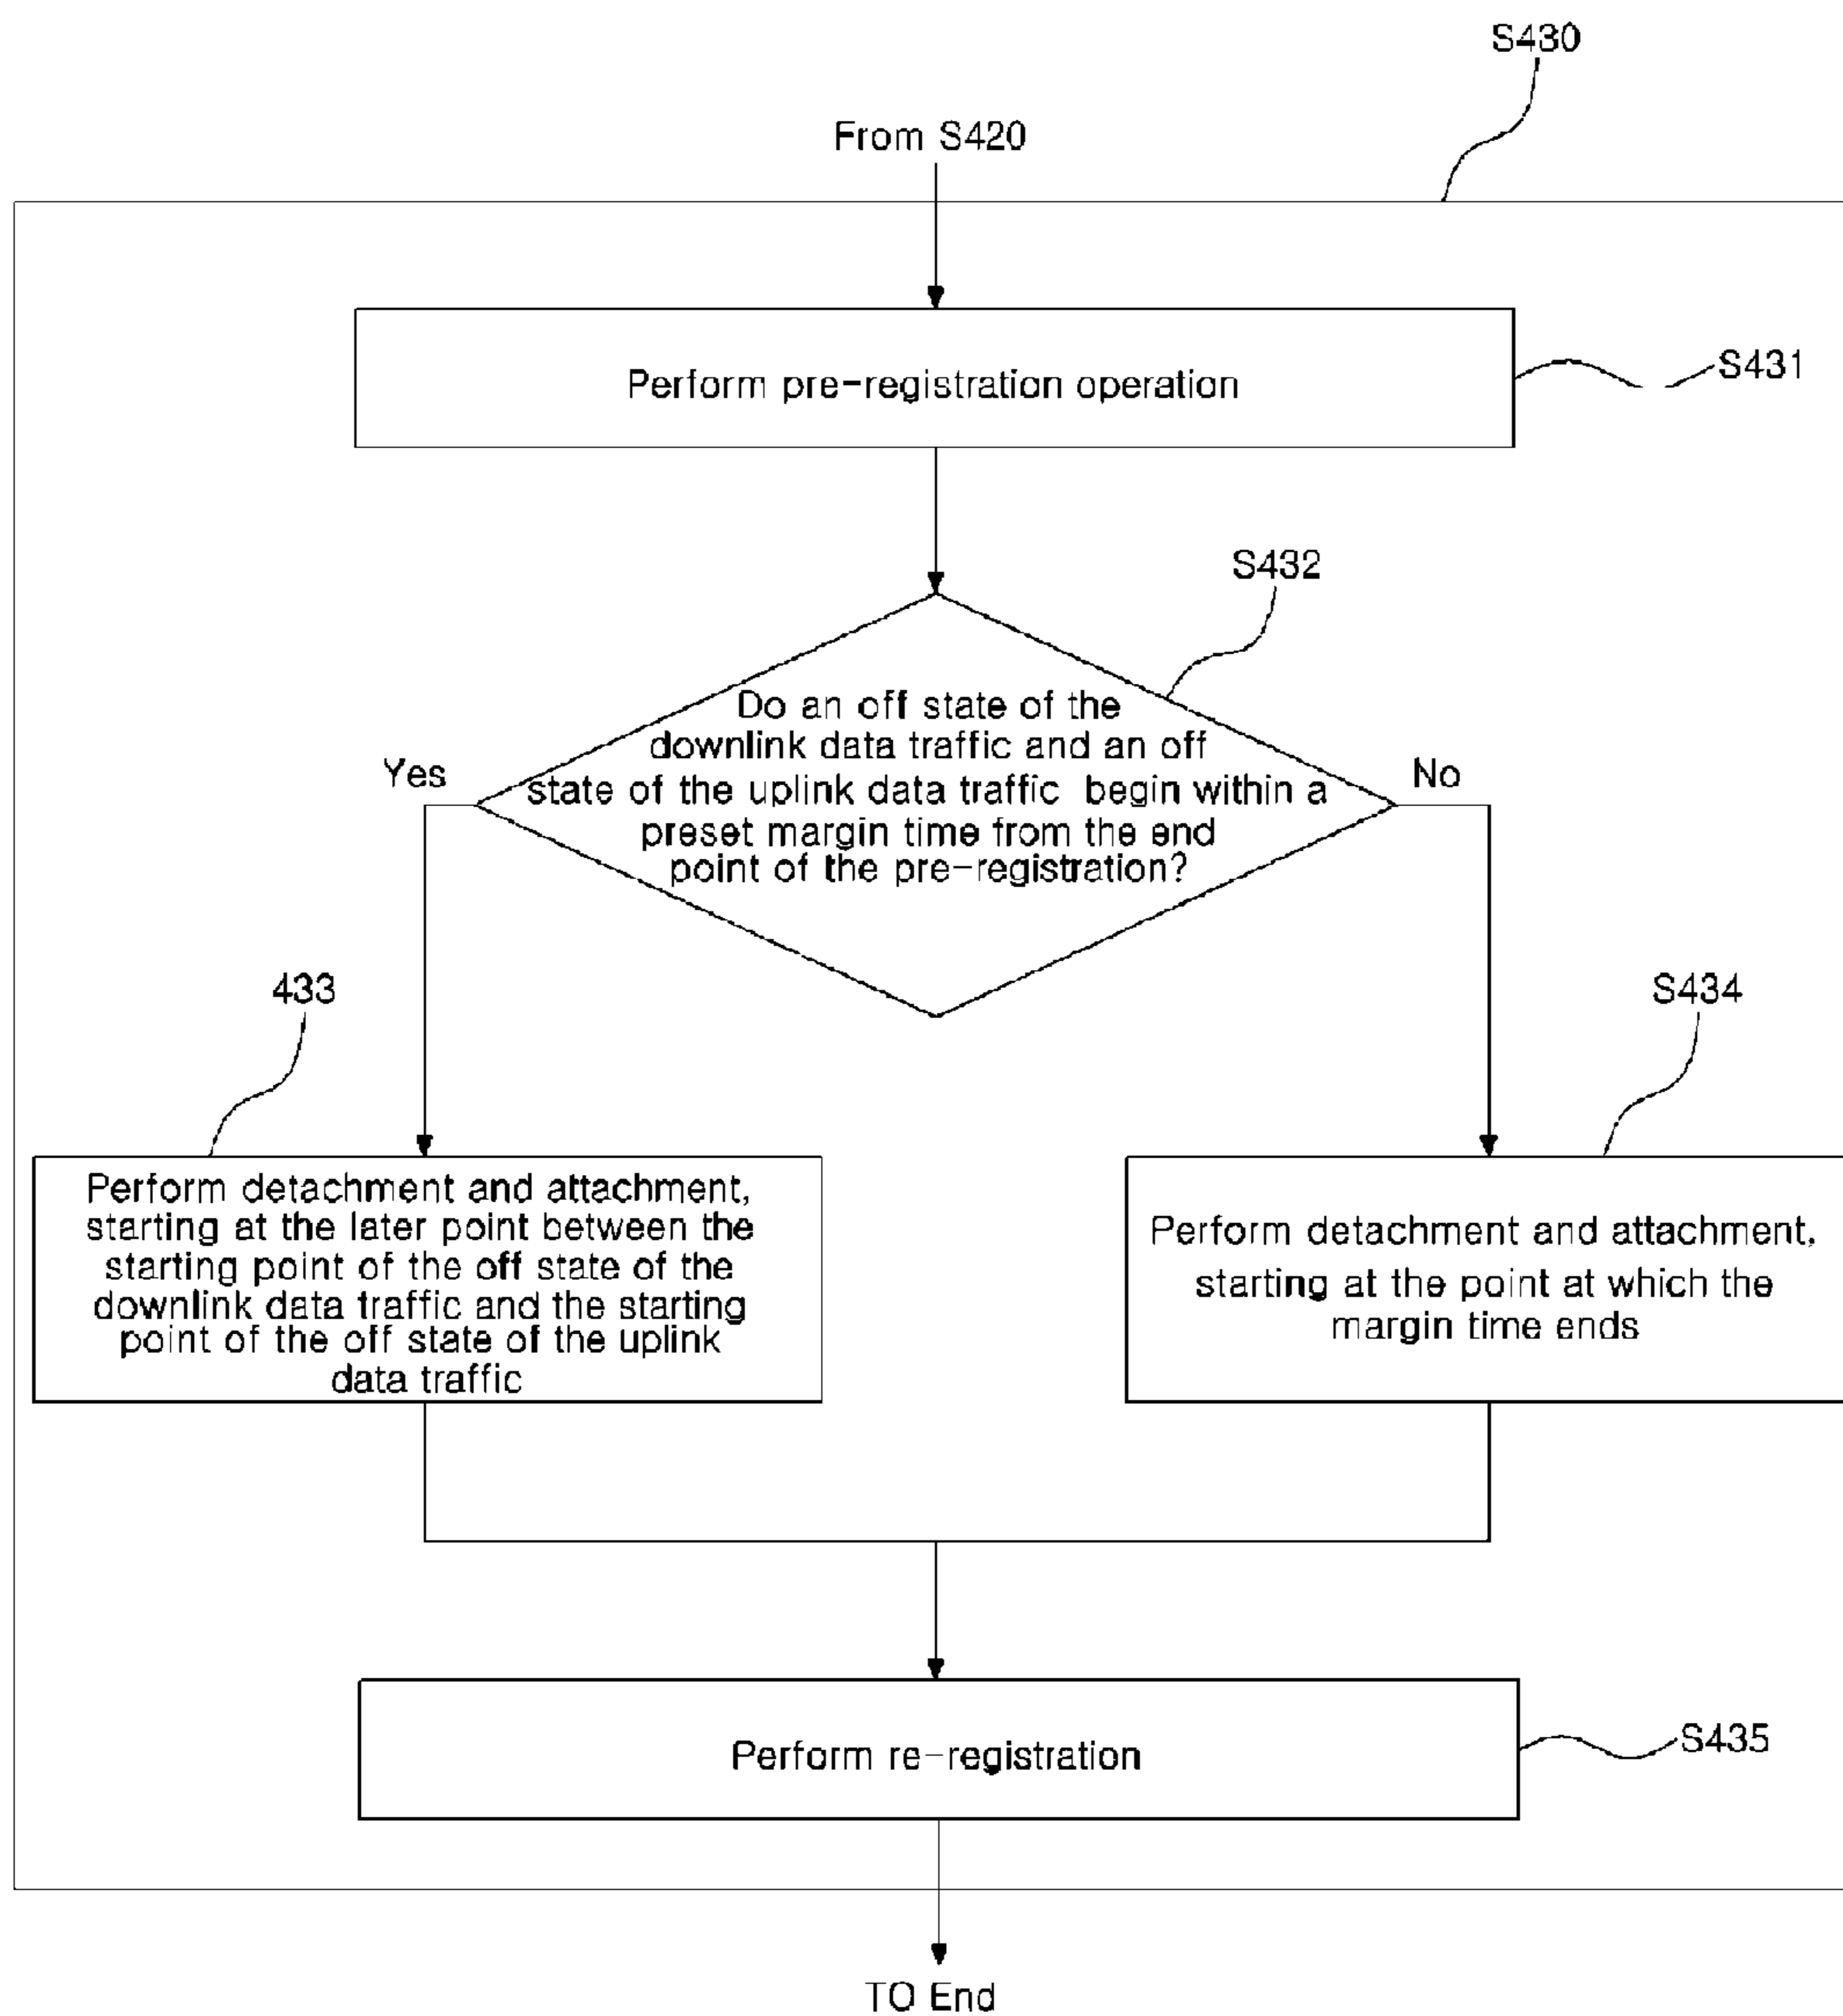 S430
From S420
Perform pre-registration operation
S431
S432
Do an off state of the
downlink data traffic and an off
state of the uplink data traffic begin within a
preset margin time from the end
point of the pre-registration?
Yes
No
433
S434
Perform detachment and attachment,
starting at the later point between the
starting point of the off state of the
downlink data traffic and the starting
point of the off state of the uplink
data traffic
Perform detachment and attachment,
starting at the point at which the
margin time ends
Perform re-registration
S435
TO End